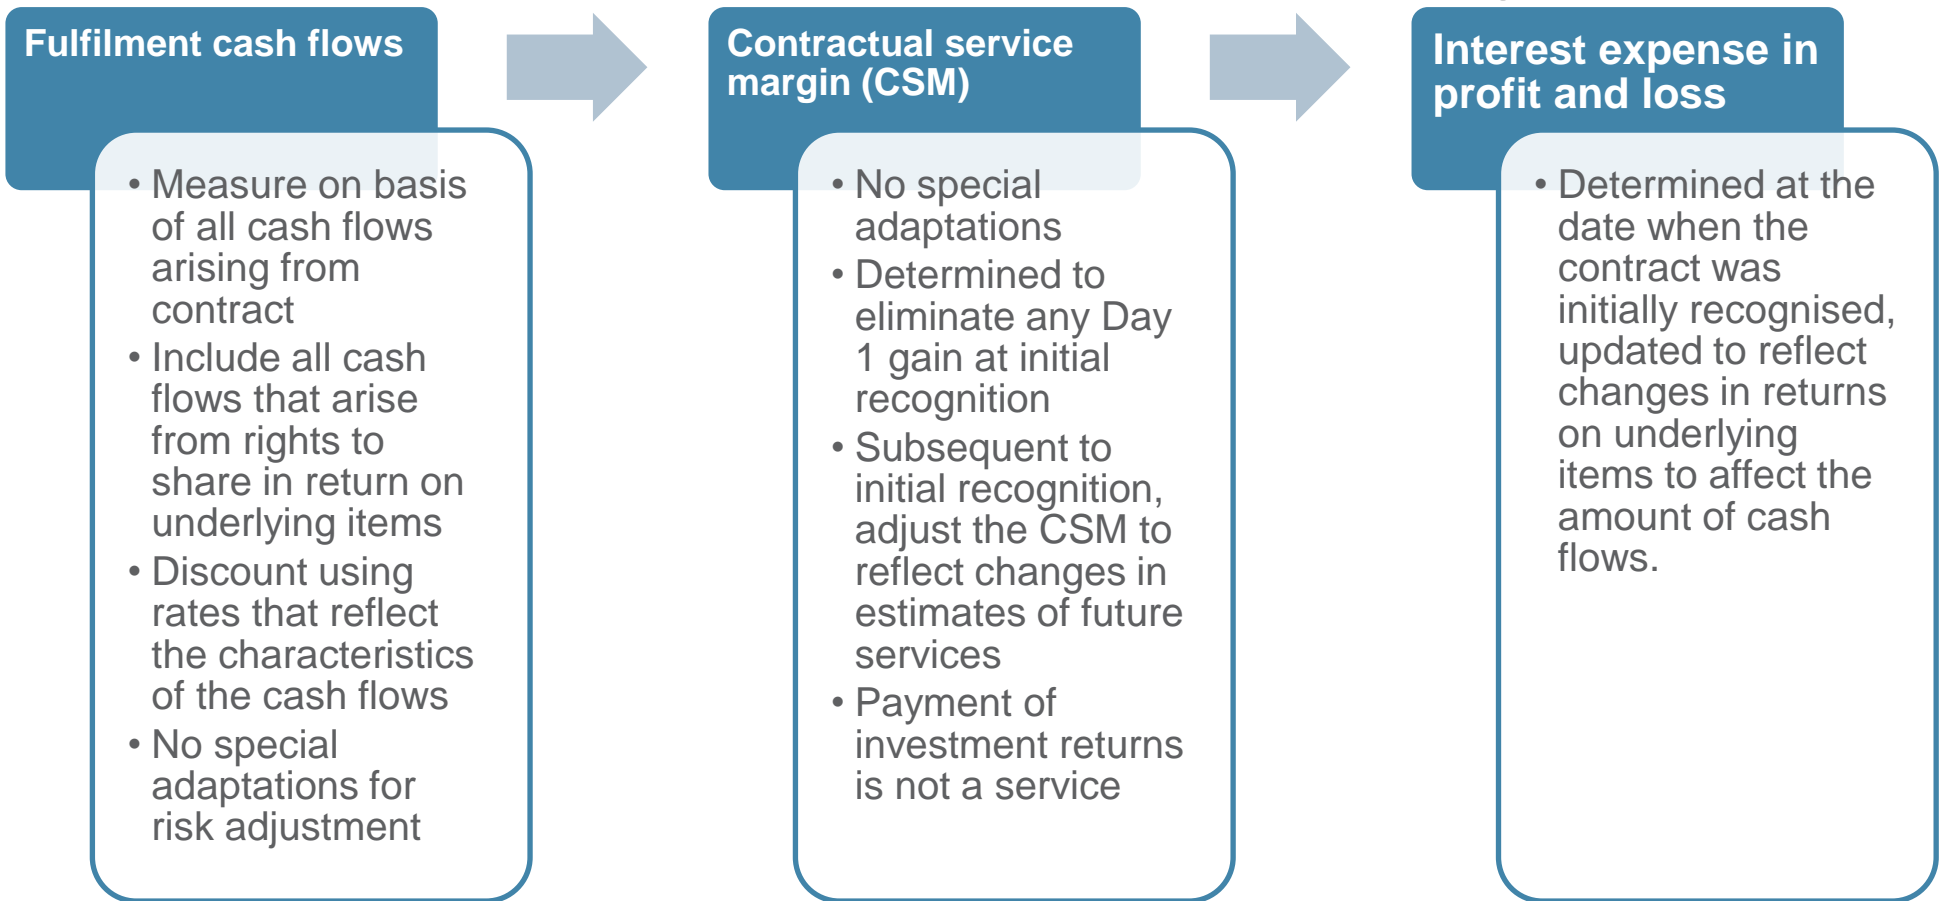 Fulfilment cash flows
• Measure on basis
of all cash flows
arising from
contract
• Include all cash
flows that arise
from rights to
share in return on
underlying items
• Discount using
rates that reflect
the characteristics
of the cash flows
• No special
adaptations for
risk adjustment
Contractual service
margin (CSM)
• No special
adaptations
• Determined to
eliminate any Day
1 gain at initial
recognition
• Subsequent to
initial recognition,
adjust the CSM to
reflect changes in
estimates of future
services
• Payment of
investment returns
is not a service
Interest expense in
profit and loss
• Determined at the
date when the
contract was
initially recognised,
updated to reflect
changes in returns
on underlying
items to affect the
amount of cash
flows.